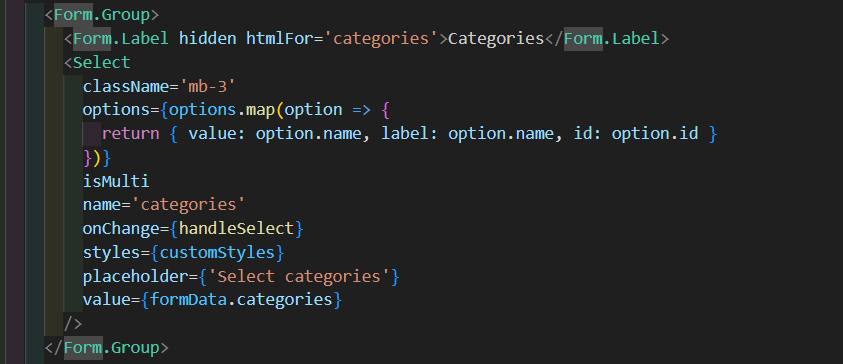 <Form.Group>
<Form.Label hidden htmlFor='categories'>Categories</Form.Label>
<Select
className='mb-3'
options={options.map(option => {
return { value: option.name, label: option.name, id: option.id }
})}
isMulti
name='categories'
onChange={handleSelect}
styles={customStyles}
placeholder={'Select categories'}
value={formData.categories}
/>
</Form.Group>